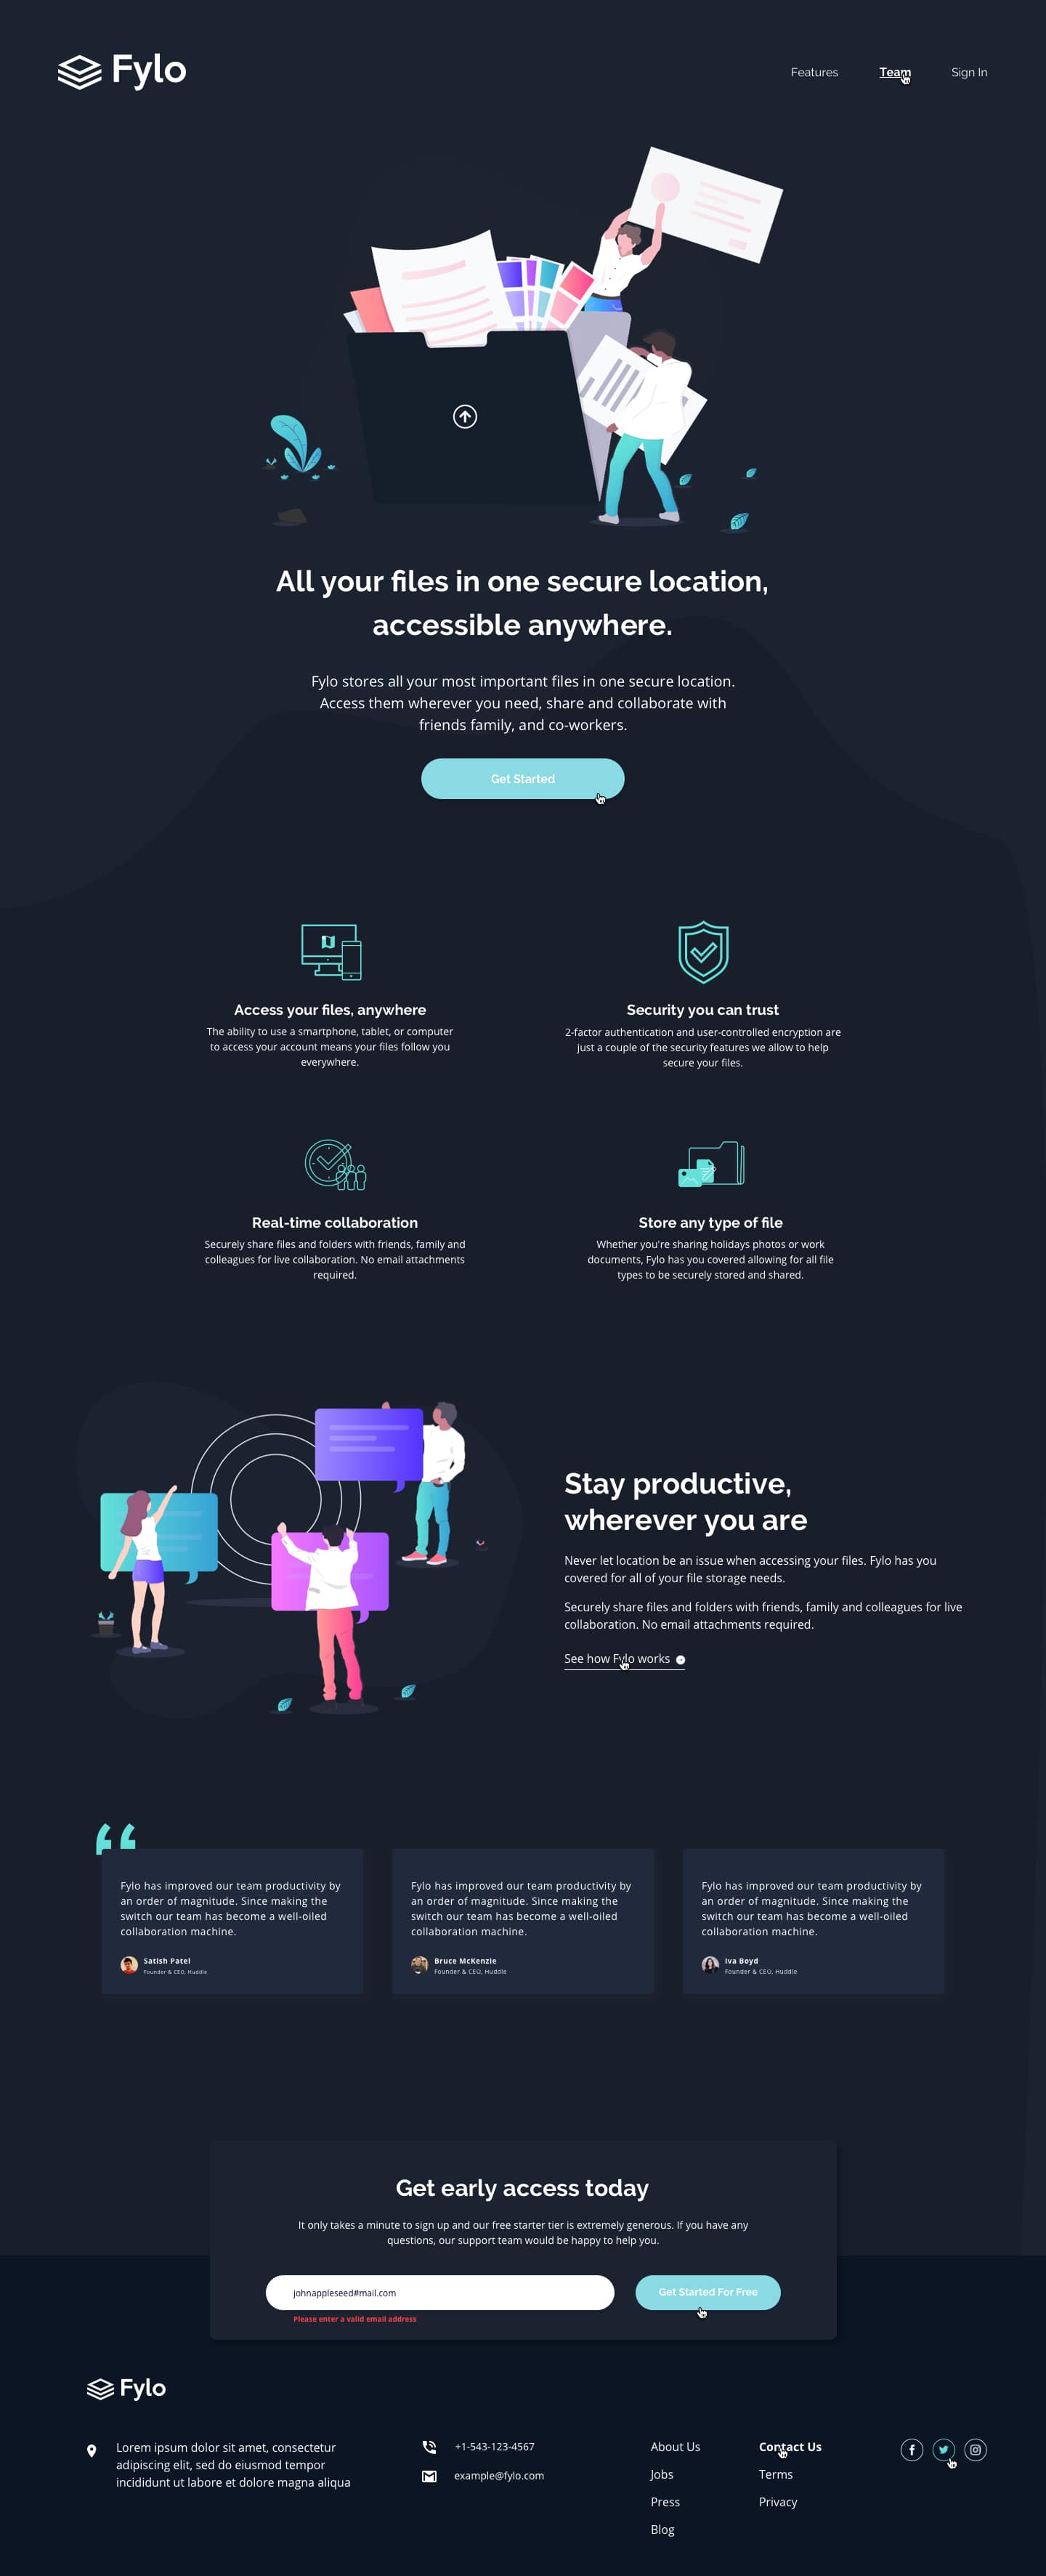 Fylo
Features
Team
Sign In
All your files in one secure location,
accessible anywhere.
Fylo stores all your most important files in one secure location.
Access them wherever you need, share and collaborate with
friends family, and co-workers.
Get Started
Access your files, anywhere
The ability to use a smartphone, tablet, or computer
to access your account means your files follow you
everywhere.
Security you can trust
2-factor authentication and user-controlled encryption are
just a couple of the security features we allow to help
secure your files.
Real-time collaboration
Securely share files and folders with friends, family and
colleagues for live collaboration. No email attachments
required.
Store any type of file
Whether you're sharing holidays photos or work
documents, Fylo has you covered allowing for all file
types to be securely stored and shared.
Stay productive,
wherever you are
Never let location be an issue when accessing your files. Fylo has you
covered for all of your file storage needs.
Securely share files and folders with friends, family and colleagues for live
collaboration. No email attachments required.
See how Fylo works
Fylo has improved our team productivity by
an order of magnitude. Since making the
switch our team has become a well-oiled
collaboration machine.
Satish Patel
Founder & CEO, Huddle
Fylo has improved our team productivity by
an order of magnitude. Since making the
switch our team has become a well-oiled
collaboration machine.
Bruce McKenzie
Founder & CEO, Huddle
Fylo has improved our team productivity by
an order of magnitude. Since making the
switch our team has become a well-oiled
collaboration machine.
Iva Boyd
Founder & CEO, Huddle
Get early access today
It only takes a minute to sign up and our free starter tier is extremely generous. If you have any
questions, our support team would be happy to help you.
johnappleseed#mail.com
Get Started For Free
Please enter a valid email address
Fylo
Lorem ipsum dolor sit amet, consectetur
adipiscing elit, sed do eiusmod tempor
incididunt ut labore et dolore magna aliqua
+1-543-123-4567
example@fylo.com
About Us
Jobs
Press
Blog
Contact Us
Terms
Privacy